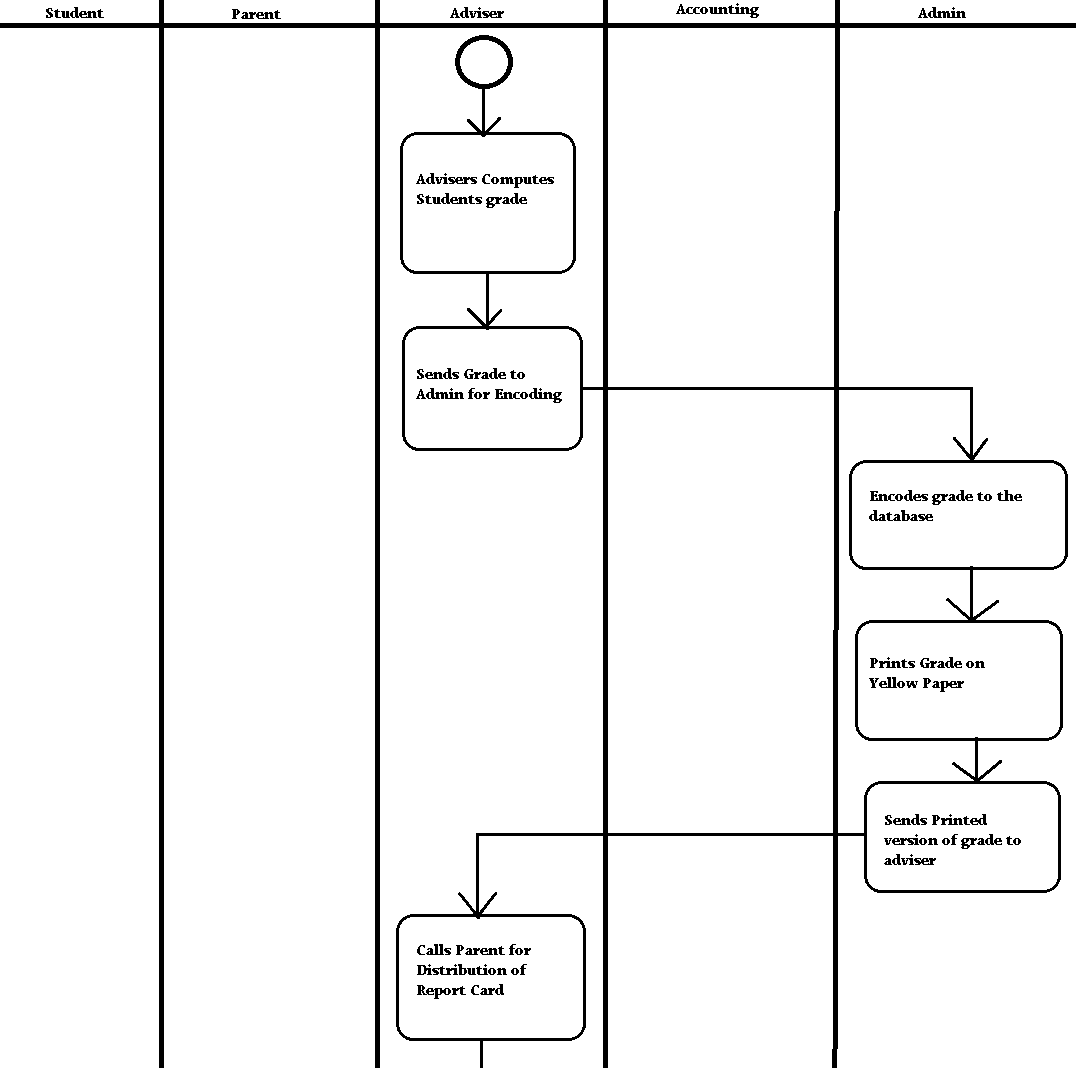 Student Parent Adviser Accounting Admin
Advisers Computes
Students grade
Sends Grade to
Admin for Encoding
Encodes grade to the
database
Prints Grade on
Yellow Paper
Sends Printed
version of grade to
adviser
Calls Parent for
Distribution of
Report Card